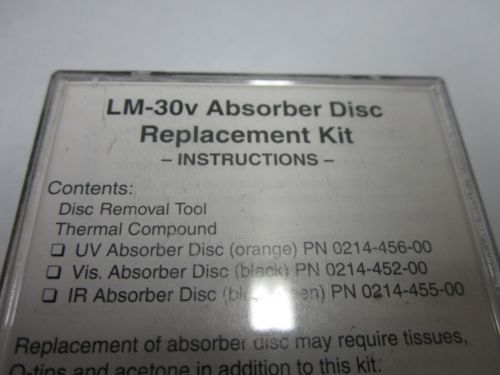 LM-30v Absorber Disc
Replacement Kit
– INSTRUCTIONS –
Contents:
Disc Removal Tool
Thermal Compound
❑ UV Absorber Disc (orange) PN 0214-456-00
❑ Vis. Absorber Disc (black) PN 0214-452-00
❑ IR Absorber Disc PN 0214-455-00
Replacement of absorber disc may require tissues,
Q-tips and acetone in addition to this kit: